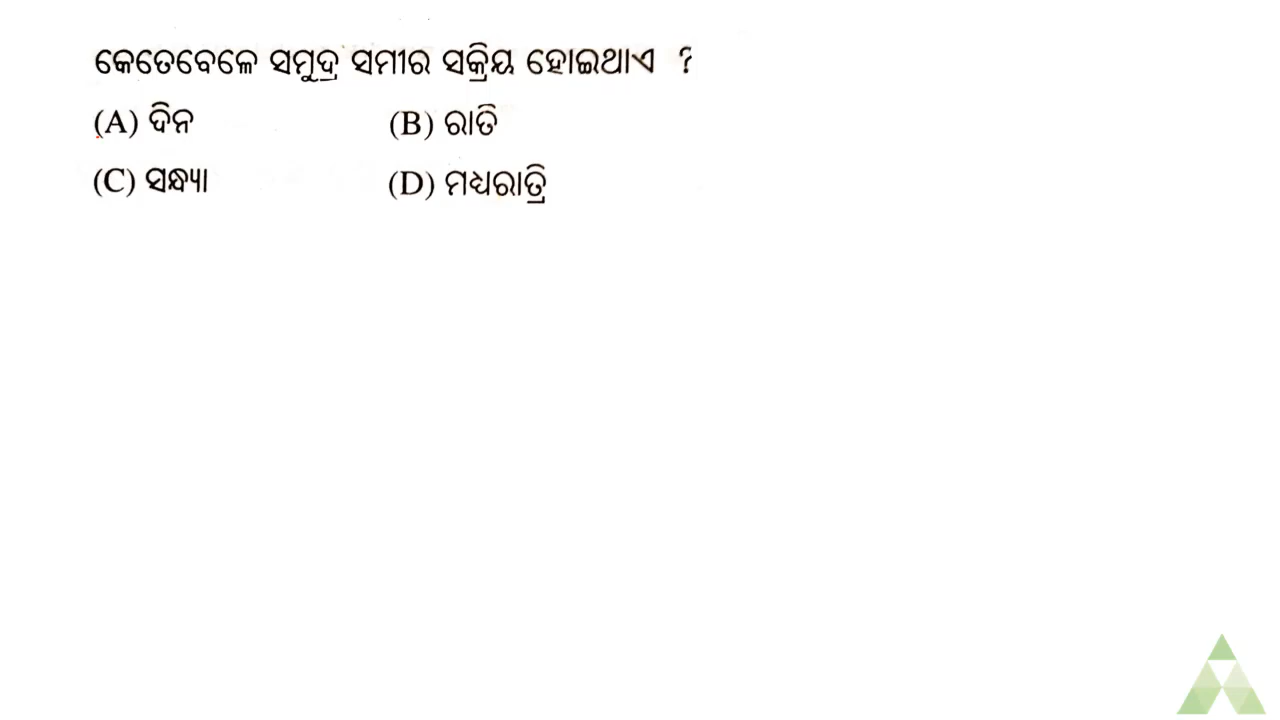 କେତେବେଳେ ସମୁଦ୍ର ସମୀର ସକ୍ରିୟ ହୋଇଥାଏ ?
(A) ଦିନ (B) ରାତି
(C) ସନ୍ଧ୍ୟା (D) ମଧ୍ୟରାତ୍ରି